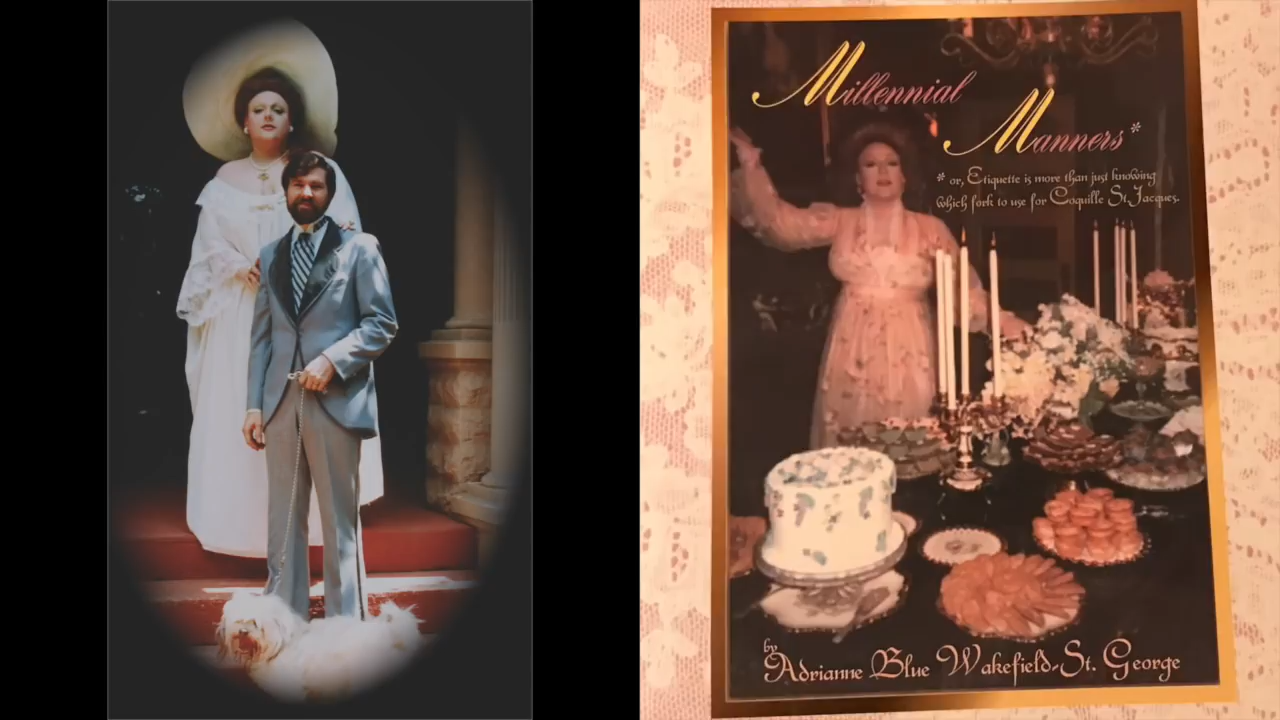 Millennial
Manners*
* or, Etiquette is more than just knowing
which fork to use for Coquille St. Jacques.
by
Adrianne Blue Wakefield-St. George